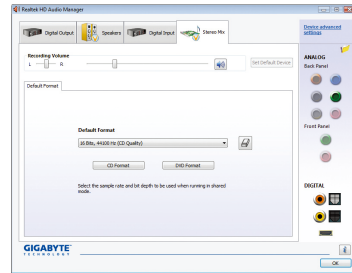 Realtek HD Audio Manager
Digital Output
Speakers
Digital Input
Stereo Mix
Device advanced
settings
Recording Volume
L
R
Set Default Device
ANALOG
Back Panel
Default Format
Default Format
16 Bits, 44100 Hz (CD Quality)
CD Format
DVD Format
Select the sample rate and bit depth to be used when running in shared
mode.
Front Panel
DIGITAL
GIGABYTE
TECHNOLOGY
OK